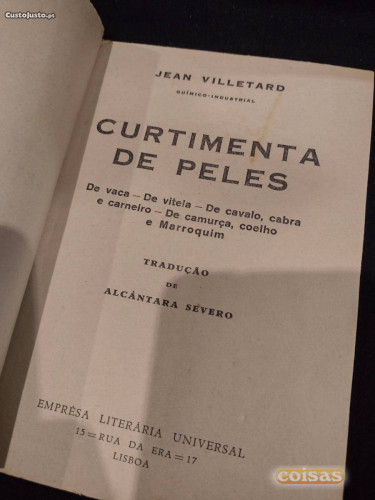 CustoJusto.pt
JEAN VILLETARD
QUÍMICO-INDUSTRIAL
CURTIMENTA
DE PELES
De vaca — De vitela — De cavalo, cabra
e carneiro — De camurça, coelho
e Marroquim
TRADUÇÃO
DE
ALCÂNTARA SEVERO
EMPRÊSA LITERÁRIA UNIVERSAL
15 = RUA DA ERA = 17
LISBOA
coisas